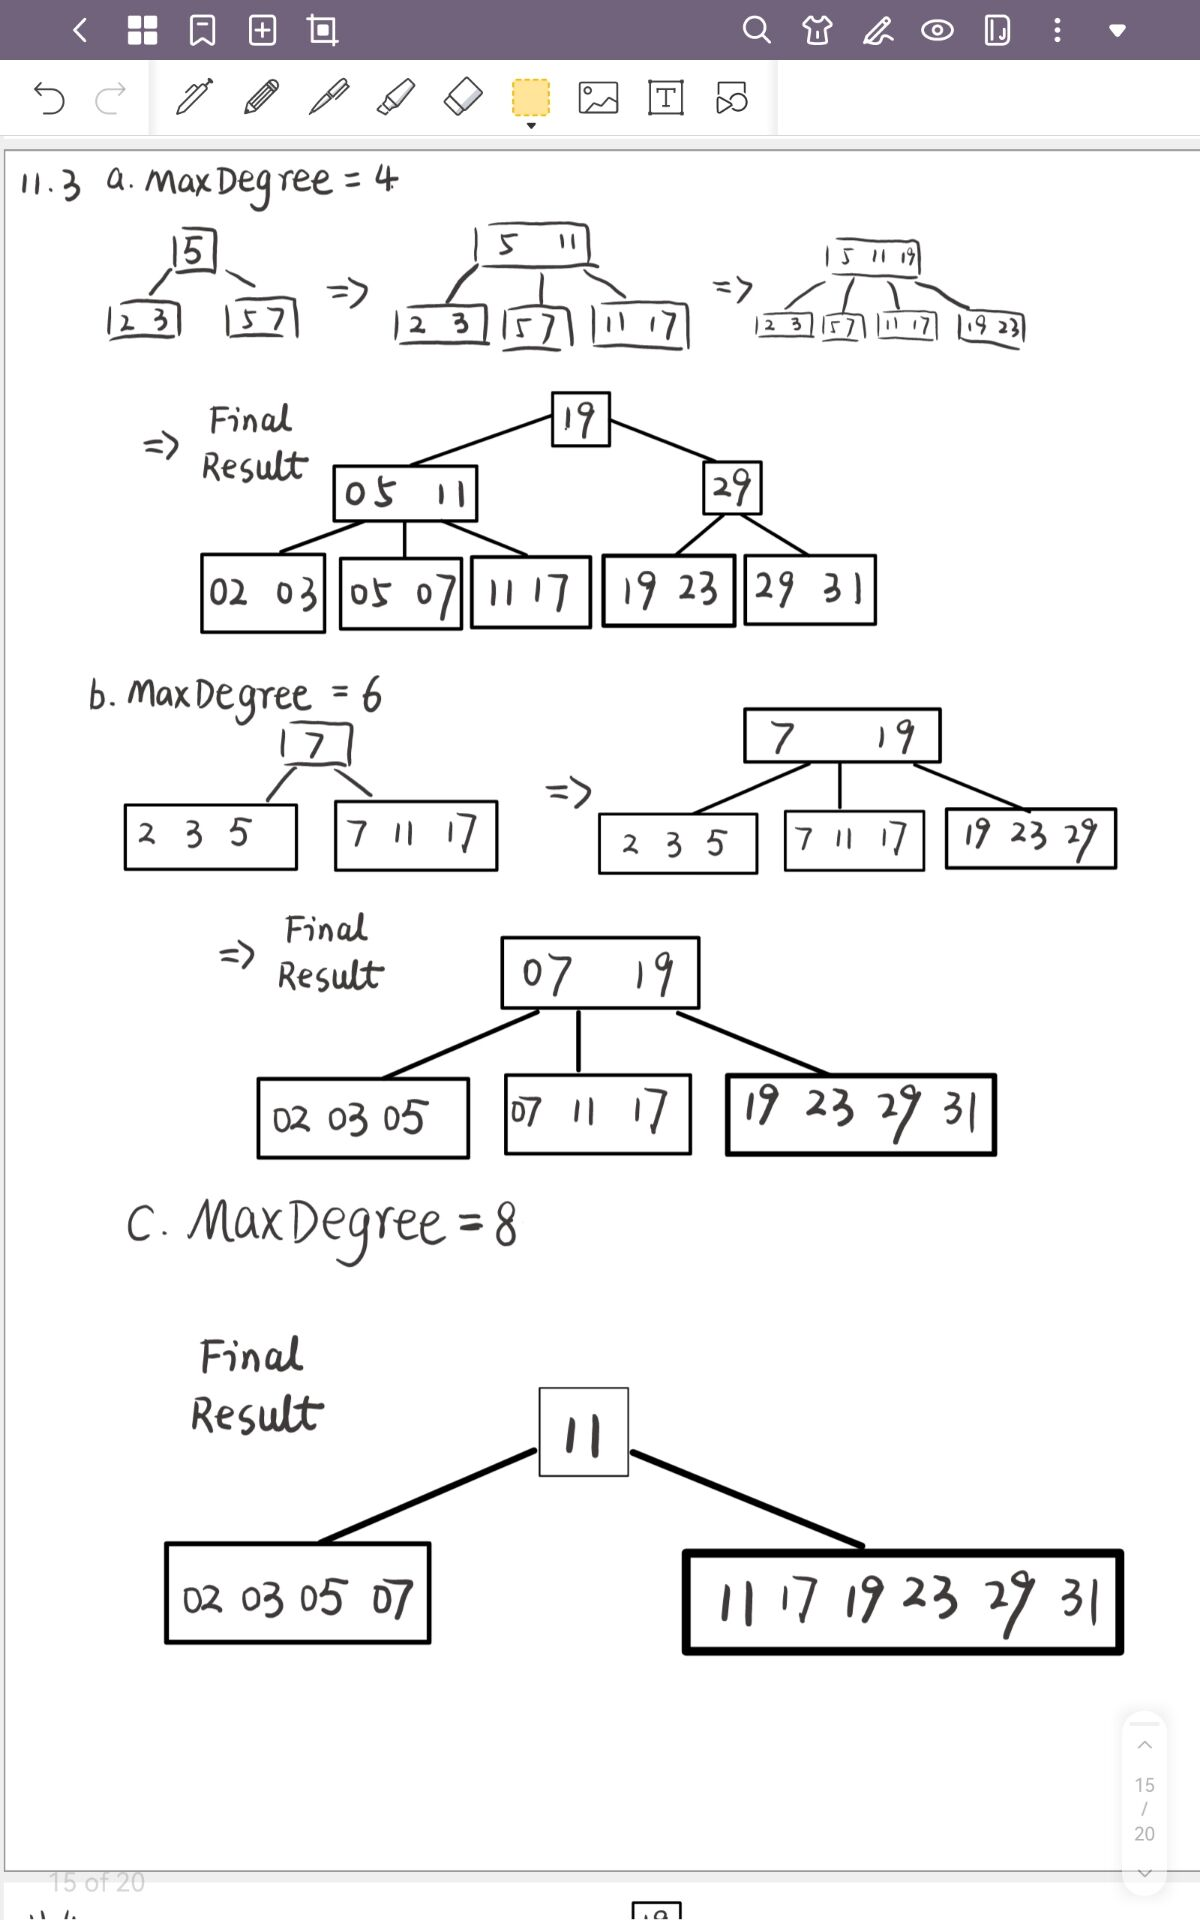 11.3 a. MaxDegree = 4
5
2 3 5 7
=>
5 11
2 3 5 7 11 17
=>
5 11 19
2 3 5 7 11 17 19 23
=> Final Result
19
05 11 29
02 03 05 07 11 17 19 23 29 31
b. MaxDegree = 6
7
2 3 5 7 11 17
=>
7 19
2 3 5 7 11 17 19 23 29
=> Final Result
07 19
02 03 05 07 11 17 19 23 29 31
C. MaxDegree = 8
Final
Result
11
02 03 05 07 11 17 19 23 29 31
15
/
20
15 of 20